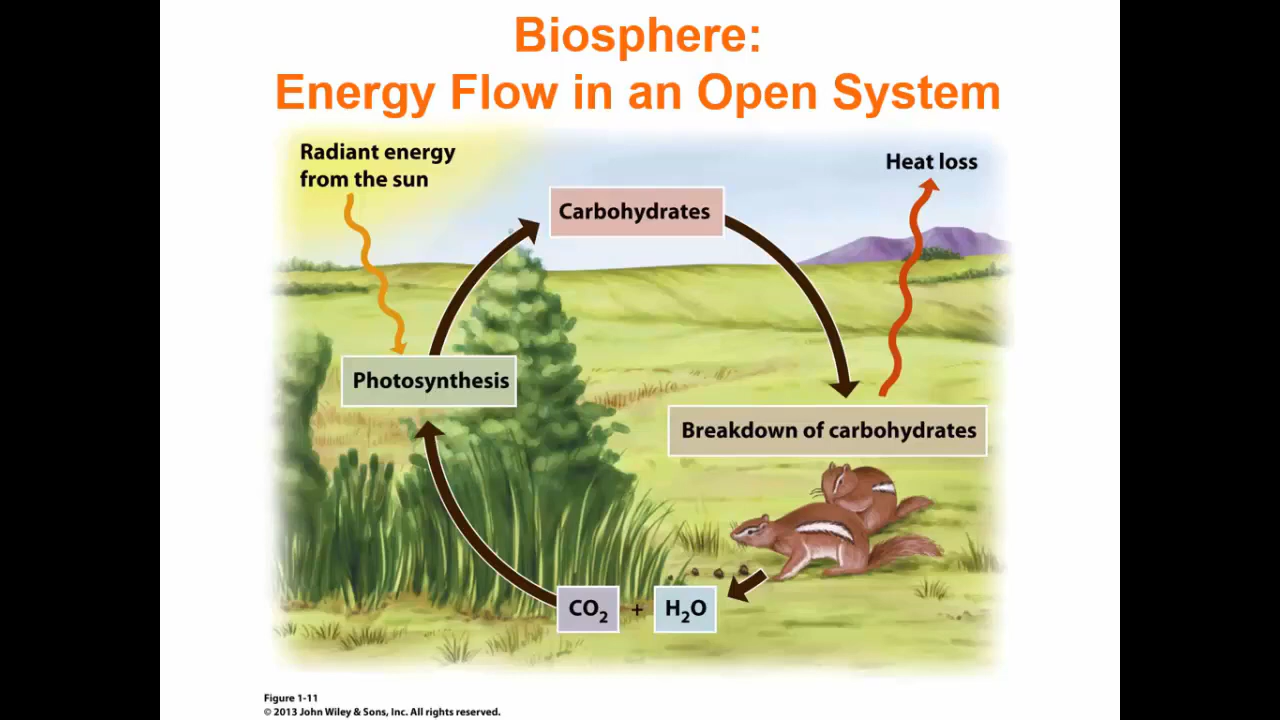 Biosphere:
Energy Flow in an Open System
Radiant energy
from the sun
Heat loss
Carbohydrates
Photosynthesis
Breakdown of carbohydrates
CO₂ + H₂O
Figure 1-11
© 2013 John Wiley & Sons, Inc. All rights reserved.